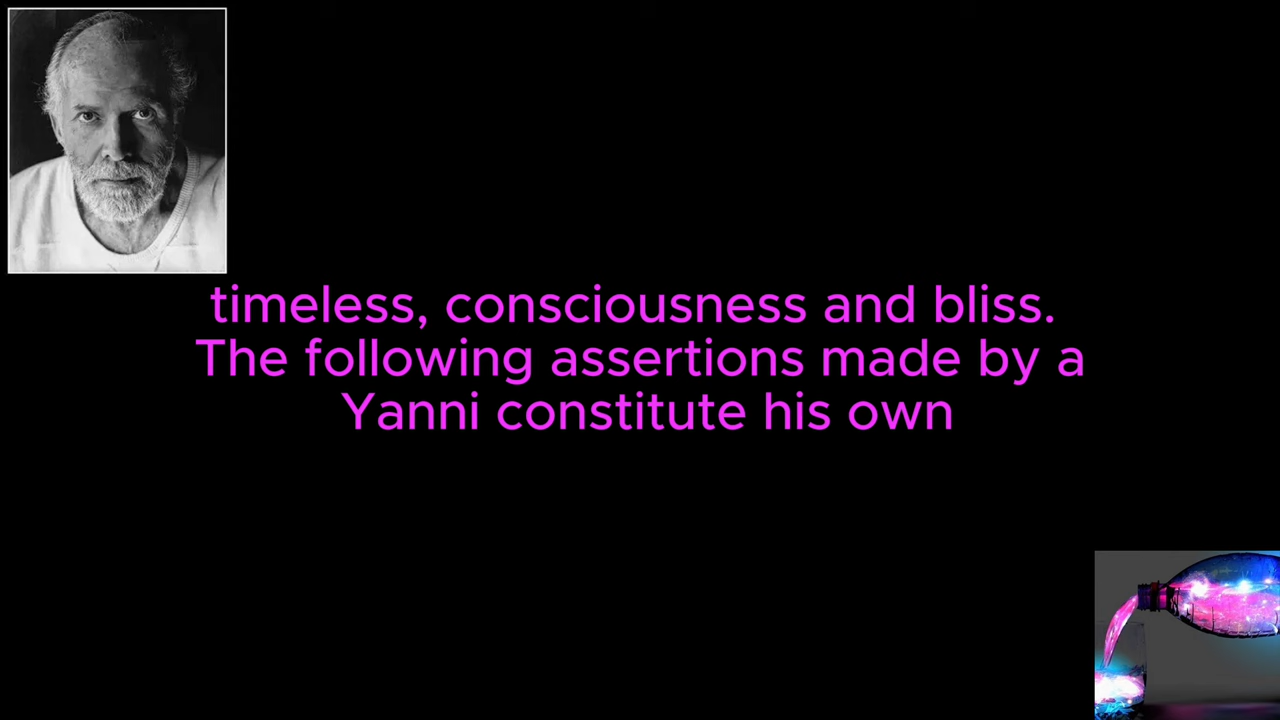 timeless, consciousness and bliss.
The following assertions made by a
Yanni constitute his own